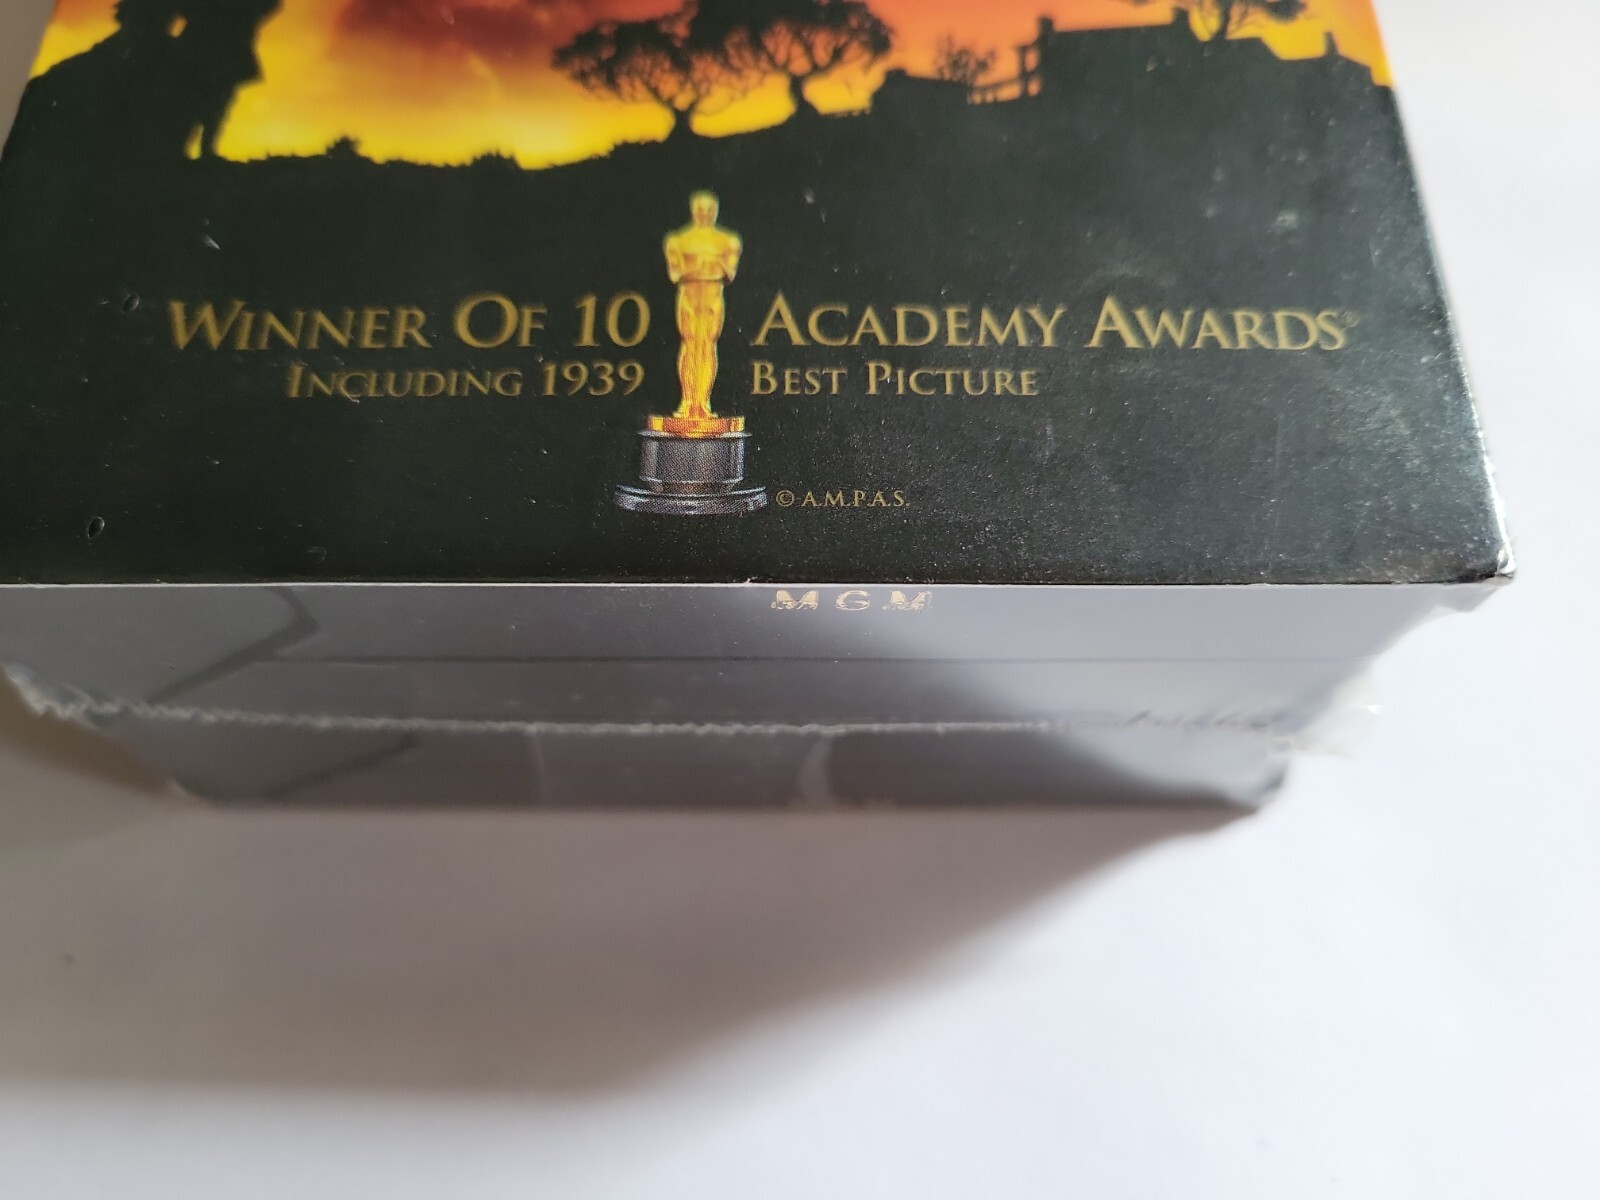 WINNER OF 10 ACADEMY AWARDS®
INCLUDING 1939 BEST PICTURE
© A.M.P.A.S.
MGM